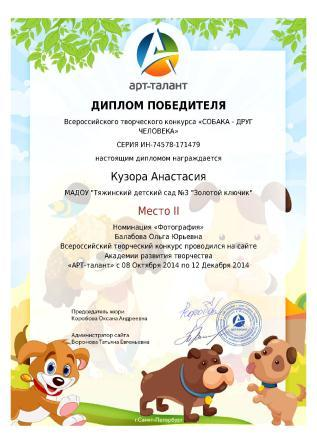 АРТ-ТАЛАНТ
ДИПЛОМ ПОБЕДИТЕЛЯ
Всероссийского творческого конкурса «СОБАКА - ДРУГ
ЧЕЛОВЕКА»
СЕРИЯ ИН-74578-171479
настоящим дипломом награждается
Кузора Анастасия
МАДОУ "Тяжинский детский сад №3 "Золотой ключик"
Место II
Номинация «Фотография»
Балабова Ольга Юрьевна
Всероссийский творческий конкурс проводился на сайте
Академии развития творчества
«АРТ-талант» с 08 Октября 2014 по 12 Декабря 2014
Председатель жюри
Коробова Оксана Андреевна
Администратор сайта
Воронова Татьяна Евгеньевна
г.Санкт-Петербург